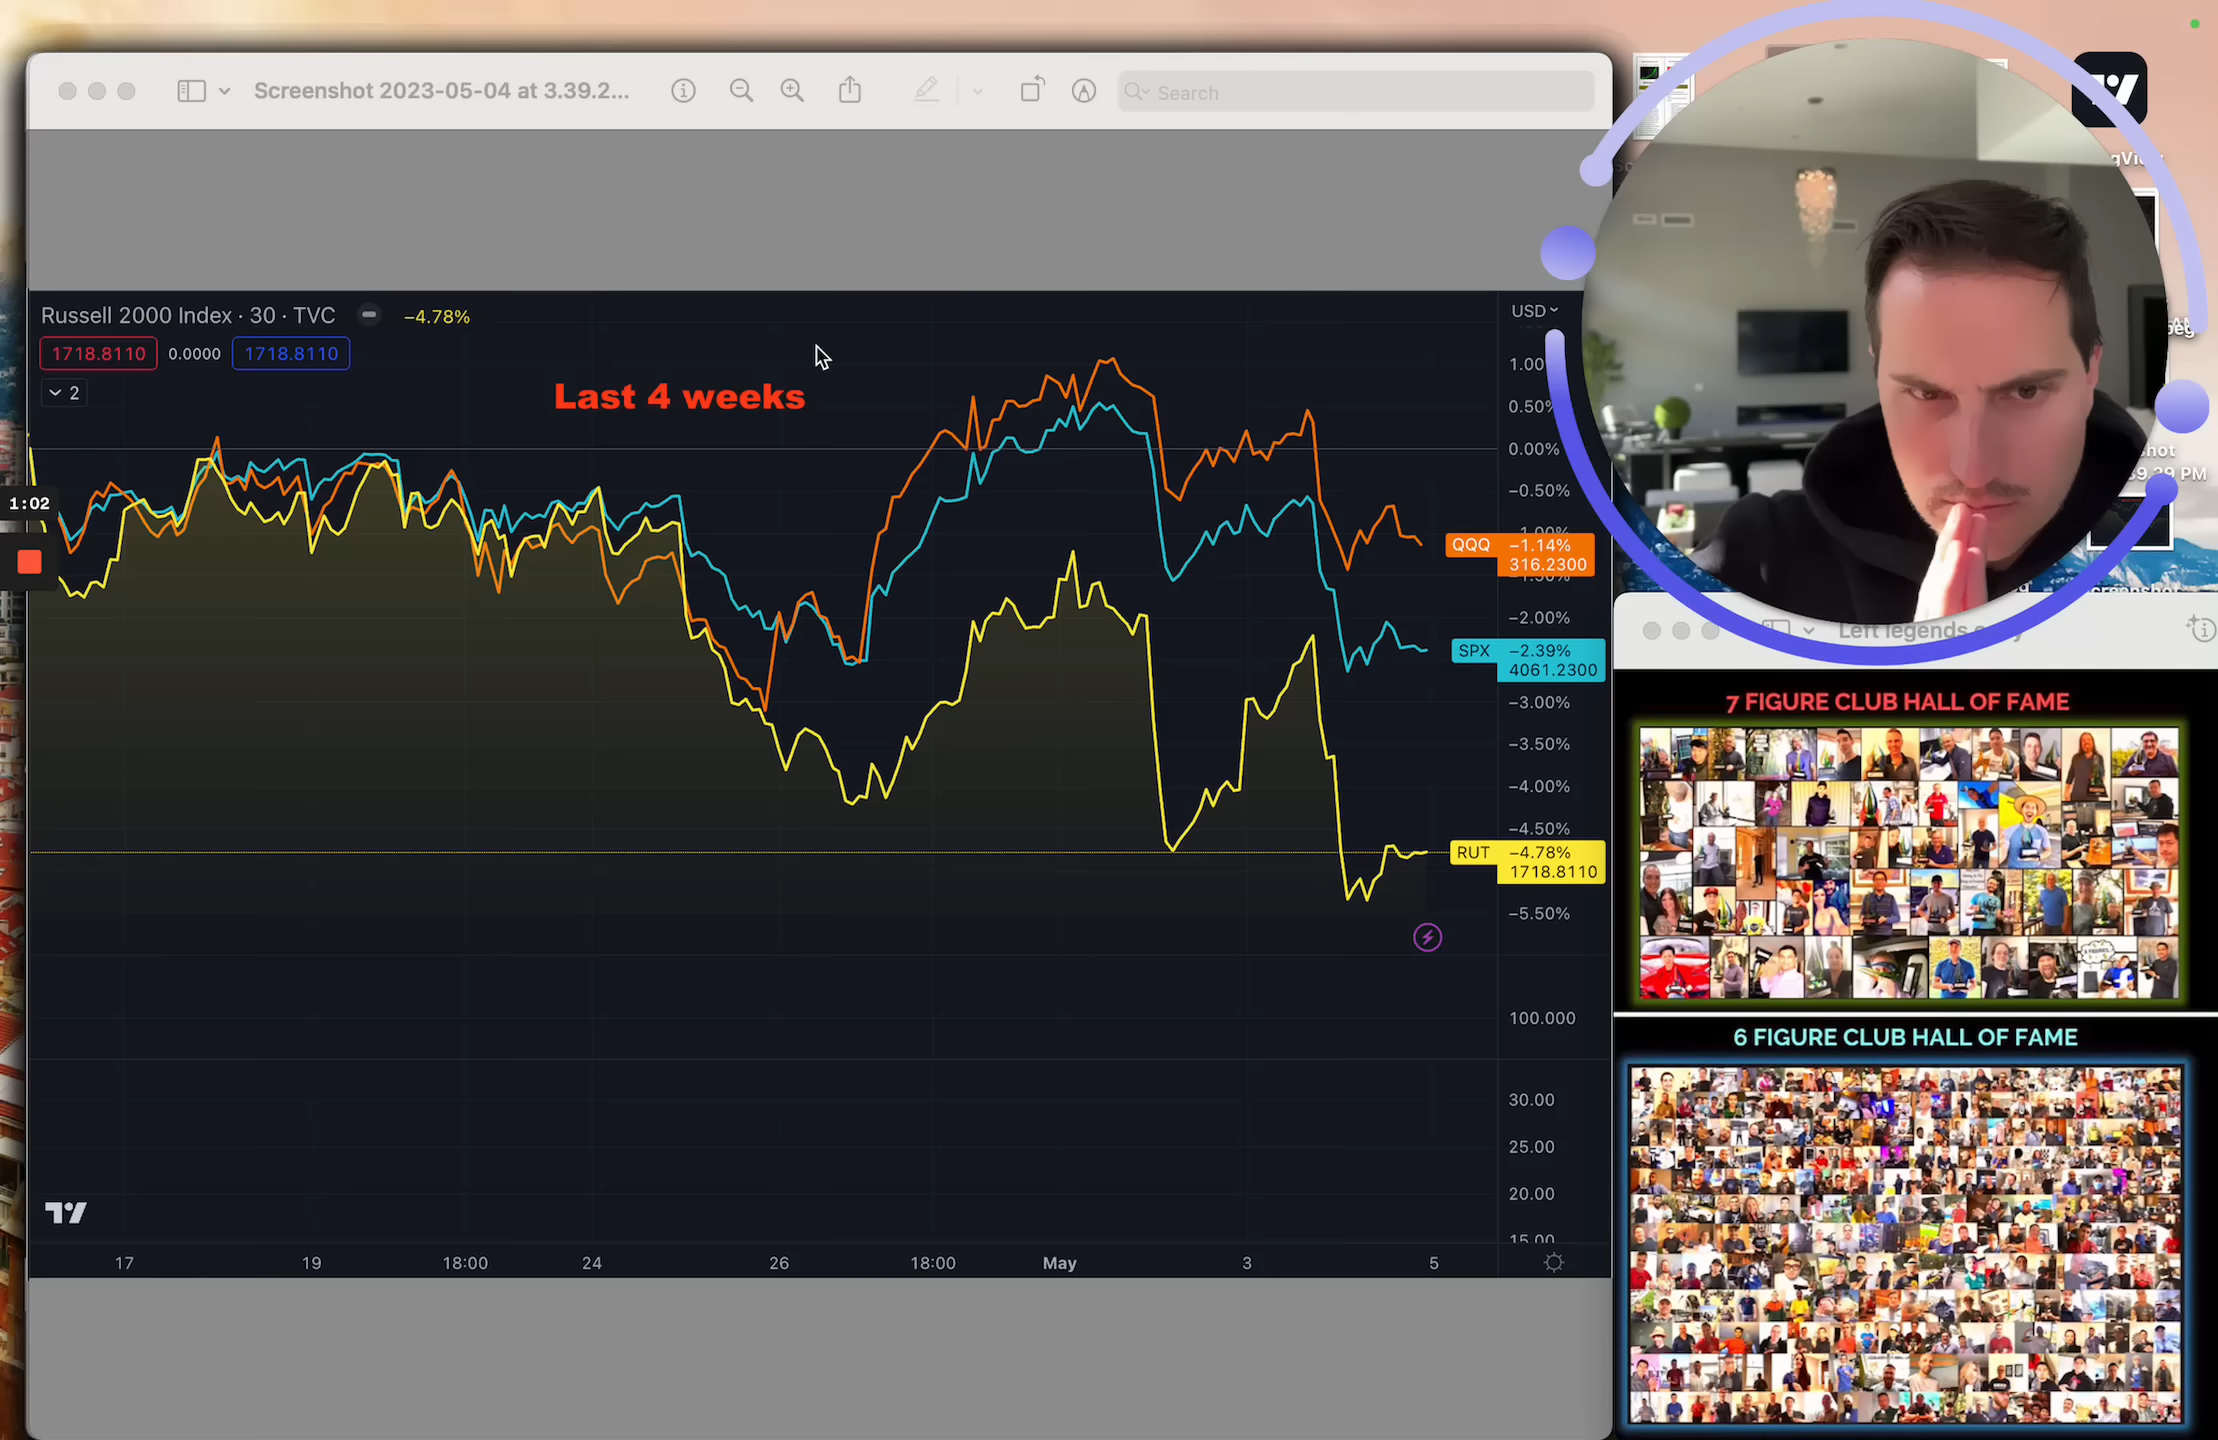 Screenshot 2023-05-04 at 3.39.2...
Search
Russell 2000 Index · 30 · TVC
−4.78%
1718.8110
0.0000
1718.8110
2
Last 4 weeks
USD
1.00
0.50%
0.00%
−0.50%
−2.00%
−3.00%
−3.50%
−4.00%
−4.50%
−5.50%
100.000
30.00
25.00
20.00
15.00
QQQ −1.14%
316.2300
SPX −2.39%
4061.2300
RUT −4.78%
1718.8110
1:02
17 19 18:00 24 26 18:00 May 3 5
Left legends
7 FIGURE CLUB HALL OF FAME
6 FIGURE CLUB HALL OF FAME